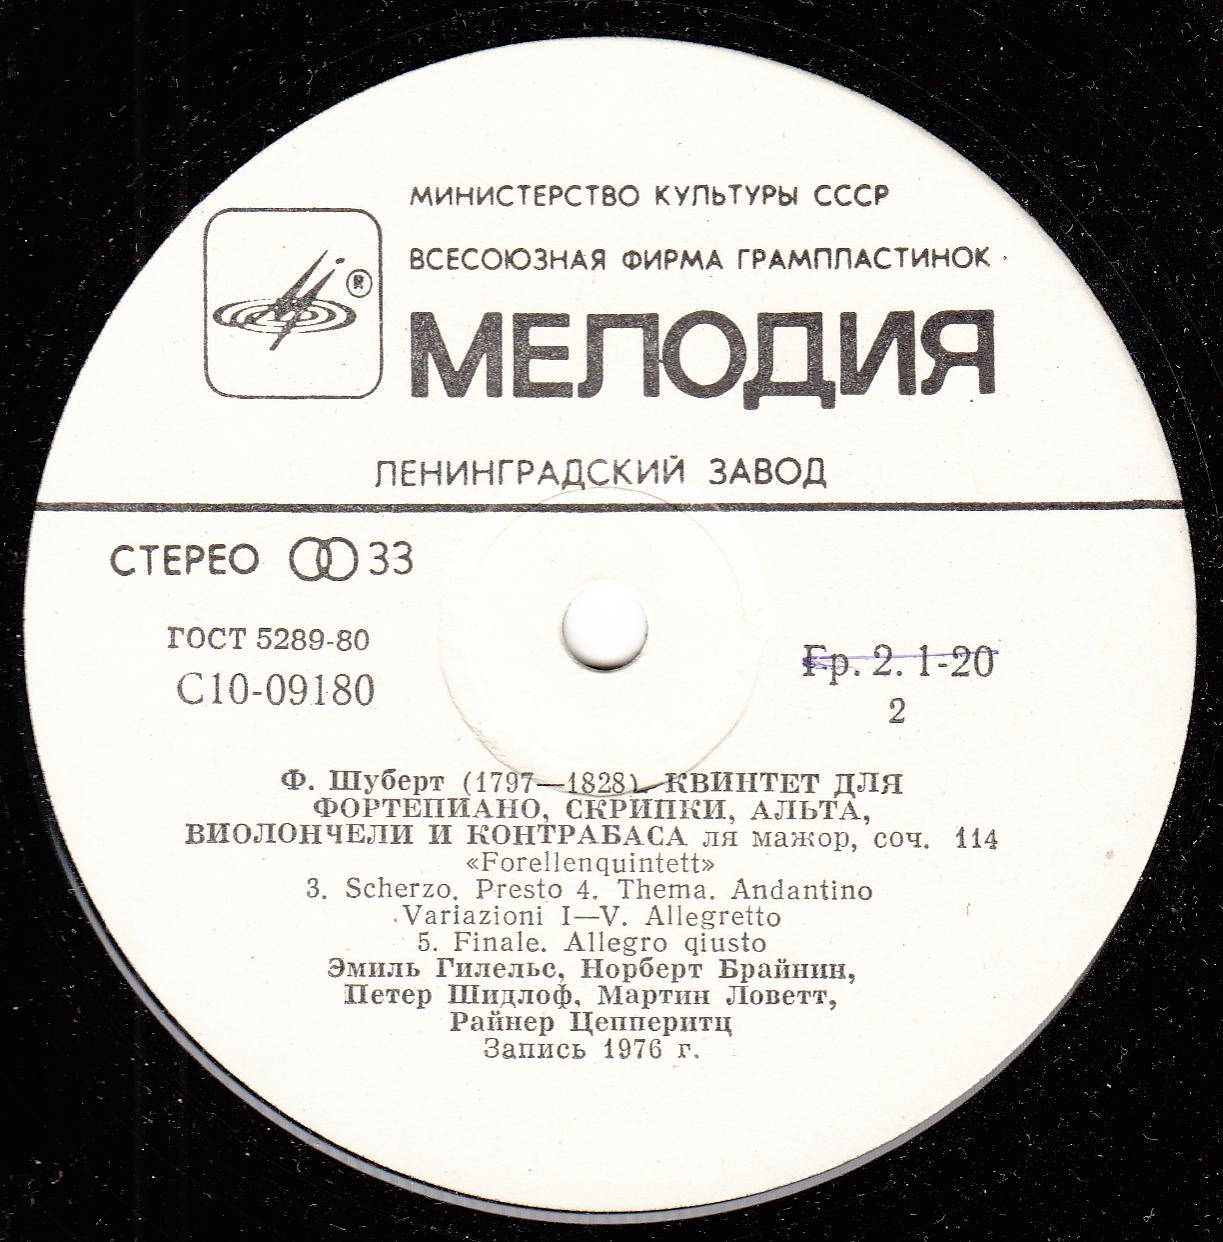 МИНИСТЕРСТВО КУЛЬТУРЫ СССР
ВСЕСОЮЗНАЯ ФИРМА ГРАМПЛАСТИНОК
®
МЕЛОДИЯ
ЛЕНИНГРАДСКИЙ ЗАВОД
СТЕРЕО 33
ГОСТ 5289-80
С10-09180
Гр. 2. 1-20
2
Ф. Шуберт (1797—1828). КВИНТЕТ ДЛЯ
ФОРТЕПИАНО, СКРИПКИ, АЛЬТА,
ВИОЛОНЧЕЛИ И КОНТРАБАСА ля мажор, соч. 114
«Forellenquintett»
3. Scherzo. Presto 4. Thema. Andantino
Variazioni I—V. Allegretto
5. Finale. Allegro qiusto
Эмиль Гилельс, Норберт Брайнин,
Петер Шидлоф, Мартин Ловетт,
Райнер Цепперитц
Запись 1976 г.